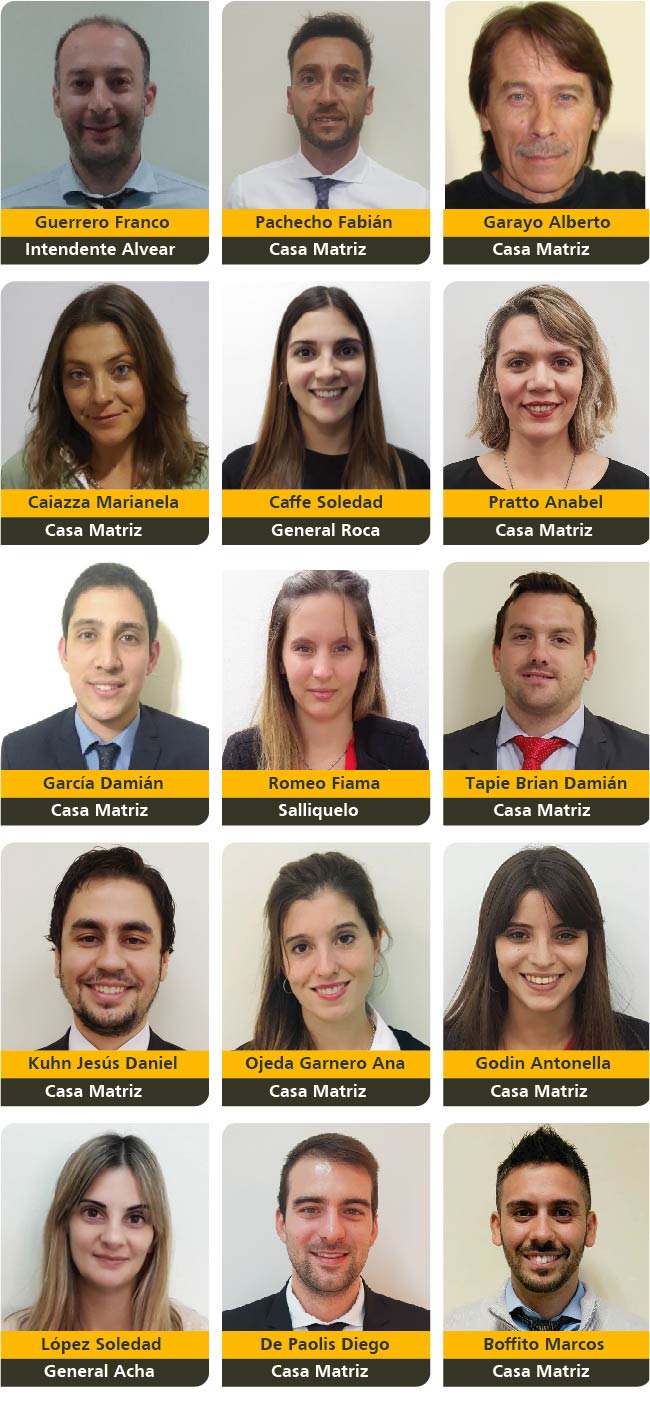 Guerrero Franco
Intendente Alvear
Pachecho Fabián
Casa Matriz
Garayo Alberto
Casa Matriz
Caiazza Marianela
Casa Matriz
Caffe Soledad
General Roca
Pratto Anabel
Casa Matriz
García Damián
Casa Matriz
Romeo Fiama
Salliquelo
Tapie Brian Damián
Casa Matriz
Kuhn Jesús Daniel
Casa Matriz
Ojeda Garnero Ana
Casa Matriz
Godin Antonella
Casa Matriz
López Soledad
General Acha
De Paolis Diego
Casa Matriz
Boffito Marcos
Casa Matriz